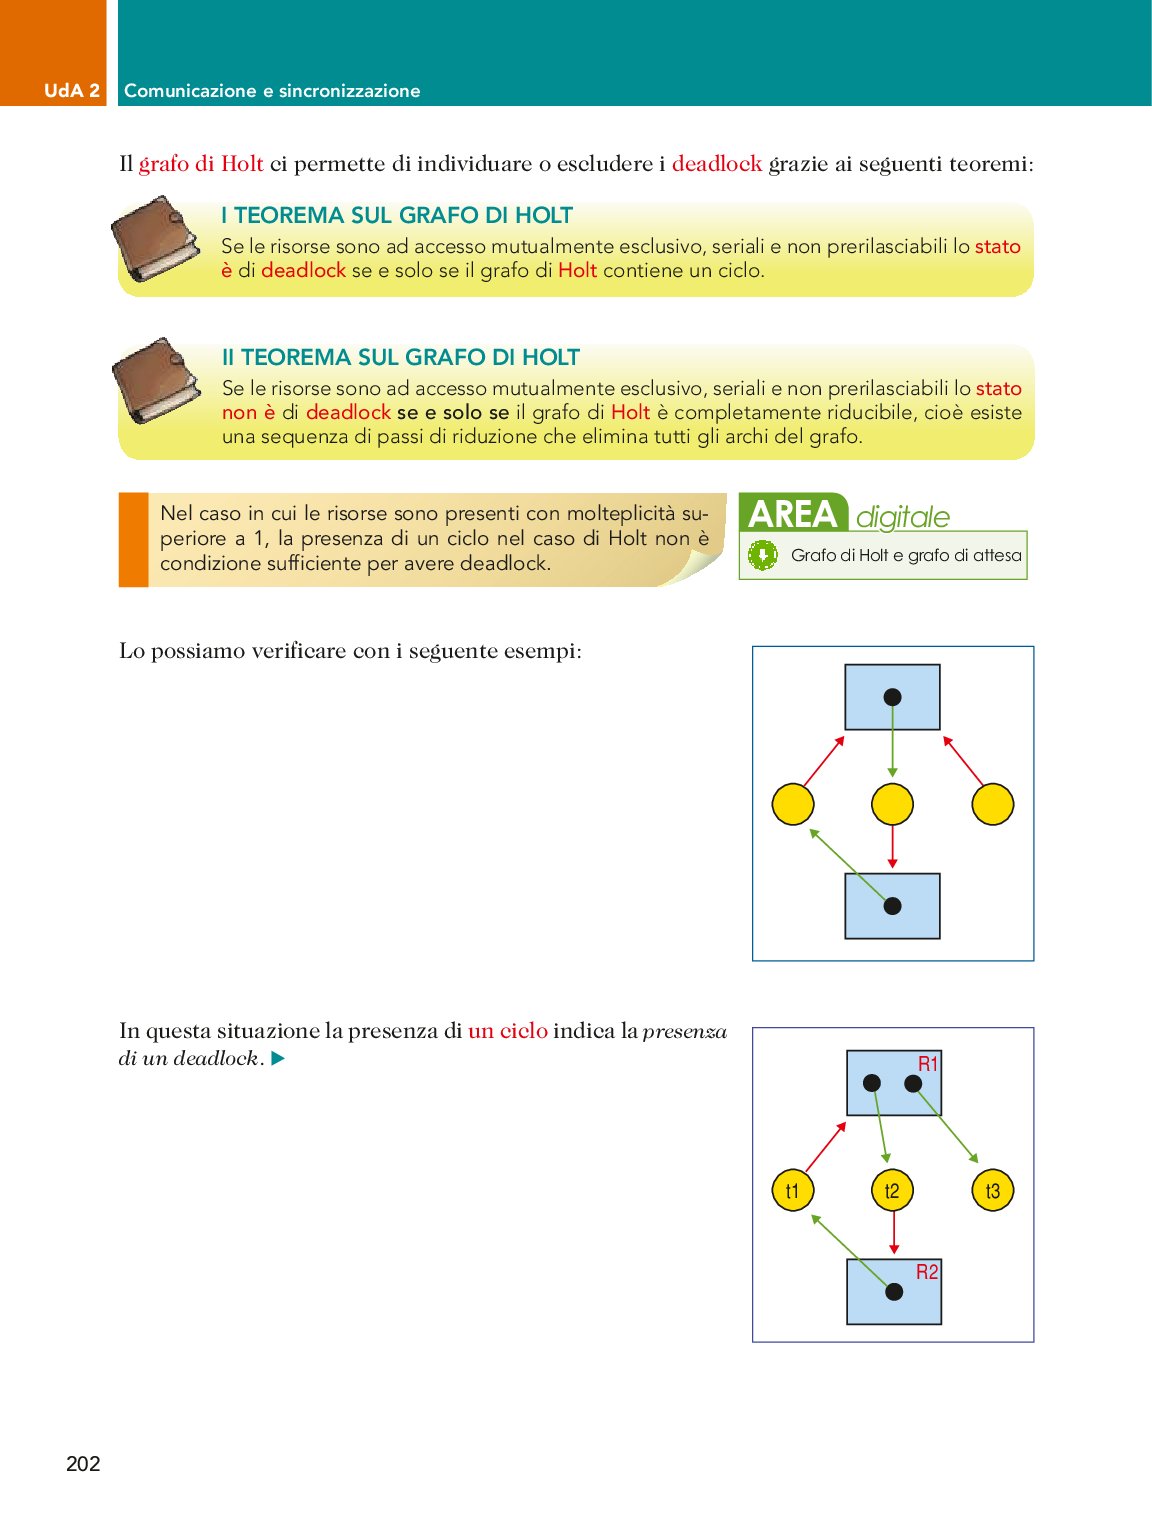 UdA 2 Comunicazione e sincronizzazione
Il grafo di Holt ci permette di individuare o escludere i deadlock grazie ai seguenti teoremi:
I TEOREMA SUL GRAFO DI HOLT
Se le risorse sono ad accesso mutualmente esclusivo, seriali e non prerilasciabili lo stato
è di deadlock se e solo se il grafo di Holt contiene un ciclo.
II TEOREMA SUL GRAFO DI HOLT
Se le risorse sono ad accesso mutualmente esclusivo, seriali e non prerilasciabili lo stato
non è di deadlock se e solo se il grafo di Holt è completamente riducibile, cioè esiste
una sequenza di passi di riduzione che elimina tutti gli archi del grafo.
Nel caso in cui le risorse sono presenti con molteplicità su-
periore a 1, la presenza di un ciclo nel caso di Holt non è
condizione sufficiente per avere deadlock.
AREA digitale
Grafo di Holt e grafo di attesa
Lo possiamo verificare con i seguente esempi:
In questa situazione la presenza di un ciclo indica la presenza
di un deadlock. ▶
R1
t1 t2 t3
R2
202